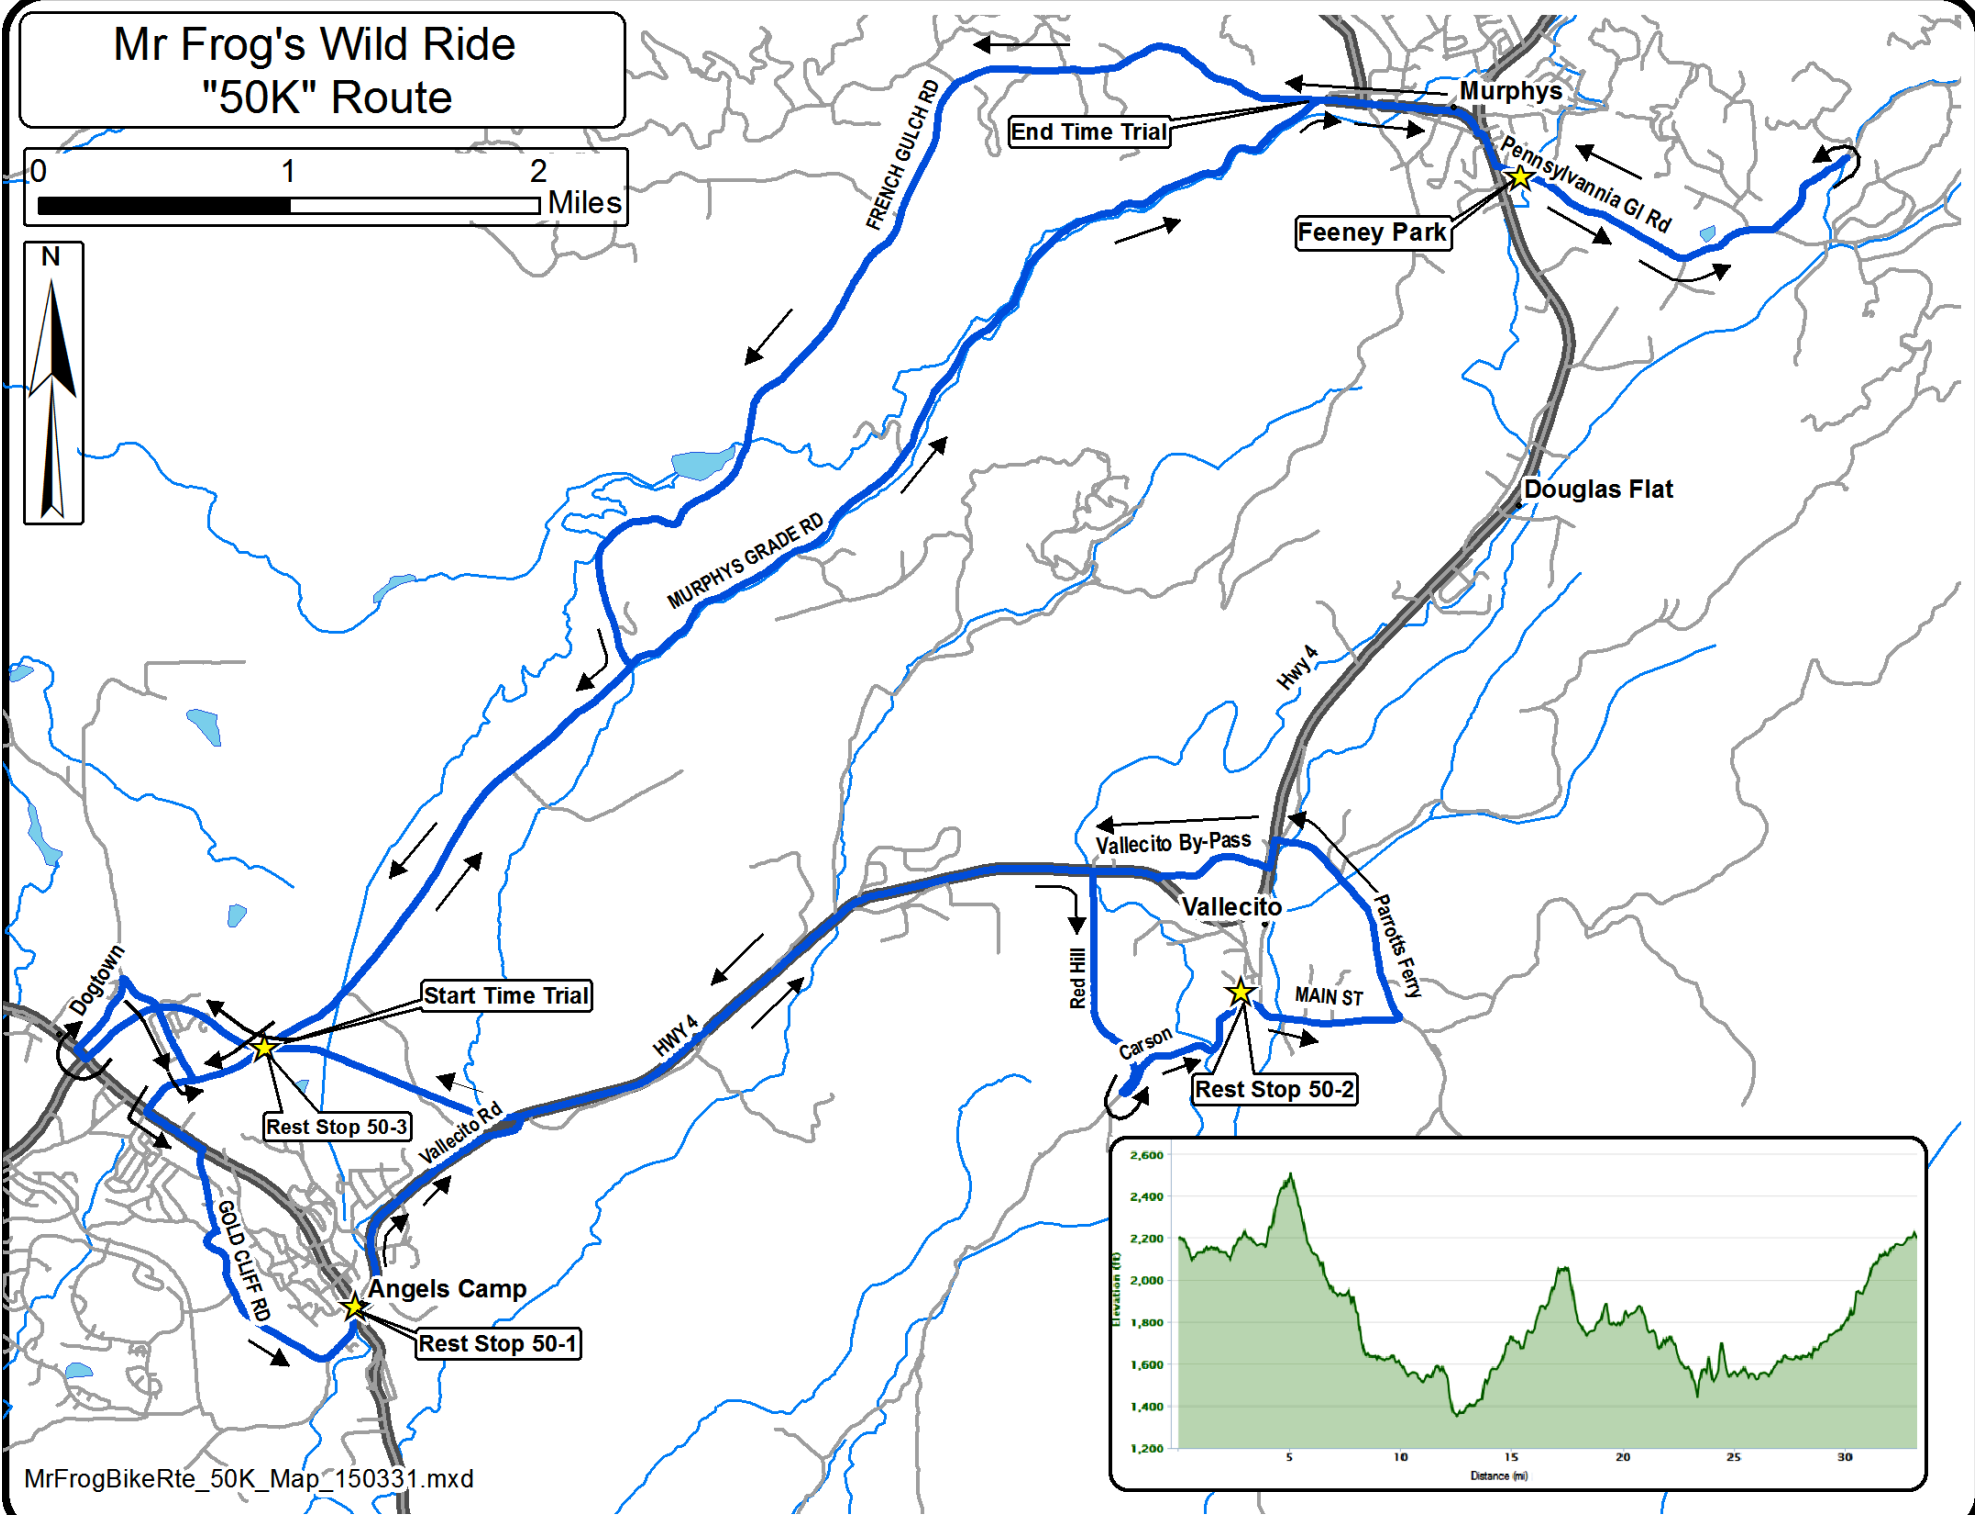 Mr Frog's Wild Ride
"50K" Route
0 1 2
Miles
N
FRENCH GULCH RD
End Time Trial
Murphys
Pennsylvannia Gl Rd
Feeney Park
MURPHYS GRADE RD
Douglas Flat
Hwy 4
Vallecito By-Pass
Vallecito
Parrotts Ferry
Red Hill
MAIN ST
Carson
Rest Stop 50-2
Dogtown
Start Time Trial
HWY 4
Rest Stop 50-3
Vallecito Rd
GOLD CLIFF RD
Angels Camp
Rest Stop 50-1
2,600
2,400
2,200
2,000
1,800
1,600
1,400
1,200
Elevation (ft)
5 10 15 20 25 30
Distance (mi)
MrFrogBikeRte_50K_Map_150331.mxd